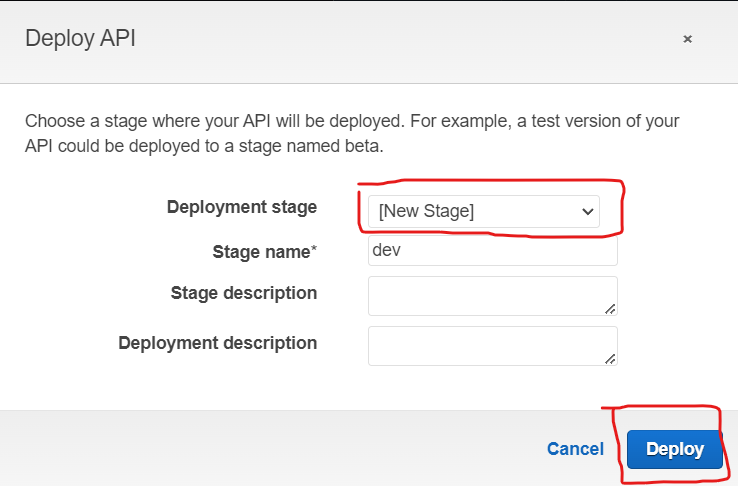 Deploy API
×
Choose a stage where your API will be deployed. For example, a test version of your
API could be deployed to a stage named beta.
Deployment stage [New Stage]
Stage name* dev
Stage description
Deployment description
Cancel Deploy